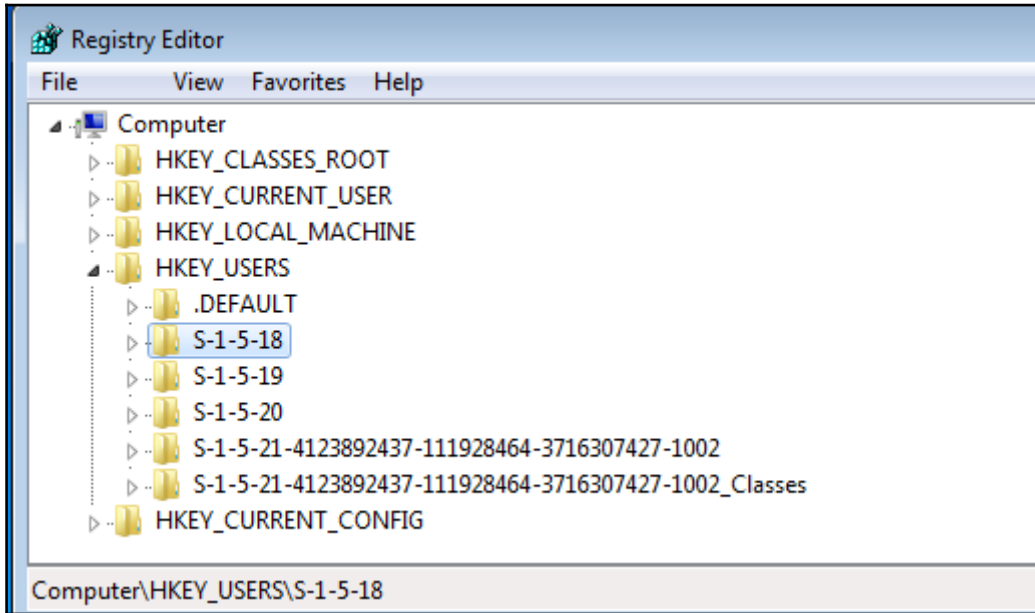 Registry Editor
File View Favorites Help
Computer
HKEY_CLASSES_ROOT
HKEY_CURRENT_USER
HKEY_LOCAL_MACHINE
HKEY_USERS
.DEFAULT
S-1-5-18
S-1-5-19
S-1-5-20
S-1-5-21-4123892437-111928464-3716307427-1002
S-1-5-21-4123892437-111928464-3716307427-1002_Classes
HKEY_CURRENT_CONFIG
Computer\HKEY_USERS\S-1-5-18